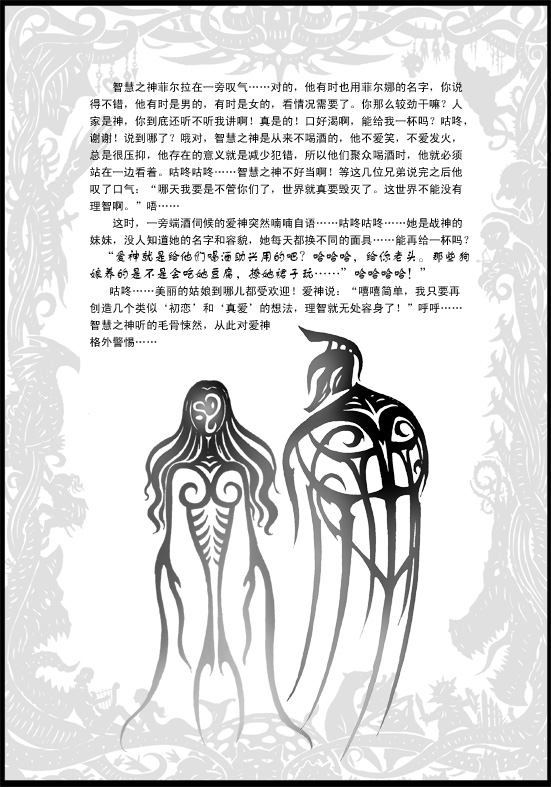 智慧之神菲尔拉在一旁叹气……对的，他有时也用菲尔娜的名字，你说
得不错，他有时是男的，有时是女的，看情况需要了。你那么较劲干嘛？人
家是神，你到底还听不听我讲啊！真是的！口好渴啊，能给我一杯吗？咕咚，
谢谢！说到哪了？哦对，智慧之神是从来不喝酒的，他不爱笑，不爱发火，
总是很压抑，他存在的意义就是减少犯错，所以他们聚众喝酒时，他就必须
站在一边看着。咕咚咕咚……智慧之神不好当啊！等这几位兄弟说完之后他
叹了口气：“哪天我要是不管你们了，世界就真要毁灭了。这世界不能没有
理智啊。”唔……
这时，一旁端酒伺候的爱神突然喃喃自语……咕咚咕咚……她是战神的
妹妹，没人知道她的名字和容貌，她每天都换不同的面具……能再给一杯吗？
“爱神就是给他们喝酒助兴用的吧？哈哈哈哈，给你老头。那些狗
娘养的是不是会吃她豆腐，撩她裙子玩……”哈哈哈哈！”
咕咚……美丽的姑娘到哪儿都受欢迎！爱神说：“嘻嘻简单，我只要再
创造几个类似‘初恋’和‘真爱’的想法，理智就无处容身了！”呼呼……
智慧之神听的毛骨悚然，从此对爱神
格外警惕……